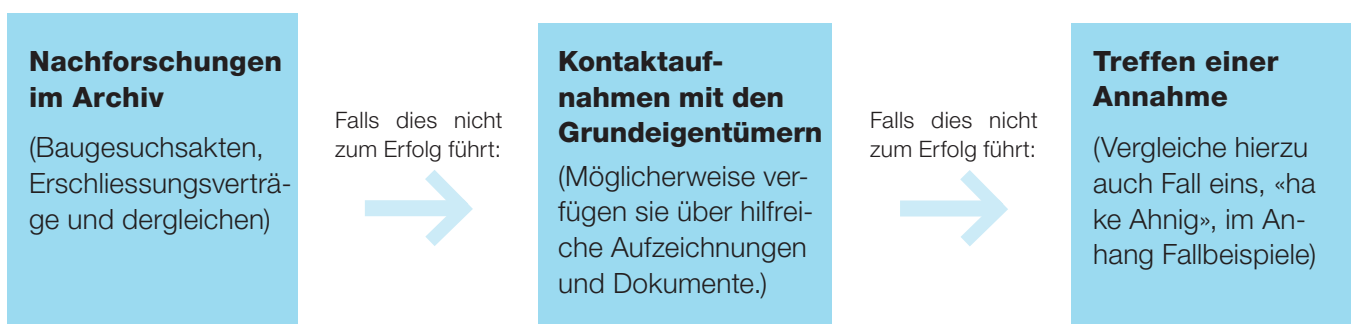 Nachforschungen
im Archiv
(Baugesuchsakten,
Erschliessungsverträ-
ge und dergleichen)
Falls dies nicht
zum Erfolg führt:
Kontaktauf-
nahmen mit den
Grundeigentümern
(Möglicherweise ver-
fügen sie über hilfrei-
che Aufzeichnungen
und Dokumente.)
Falls dies nicht
zum Erfolg führt:
Treffen einer
Annahme
(Vergleiche hierzu
auch Fall eins, «ha
ke Ahnig», im An-
hang Fallbeispiele)